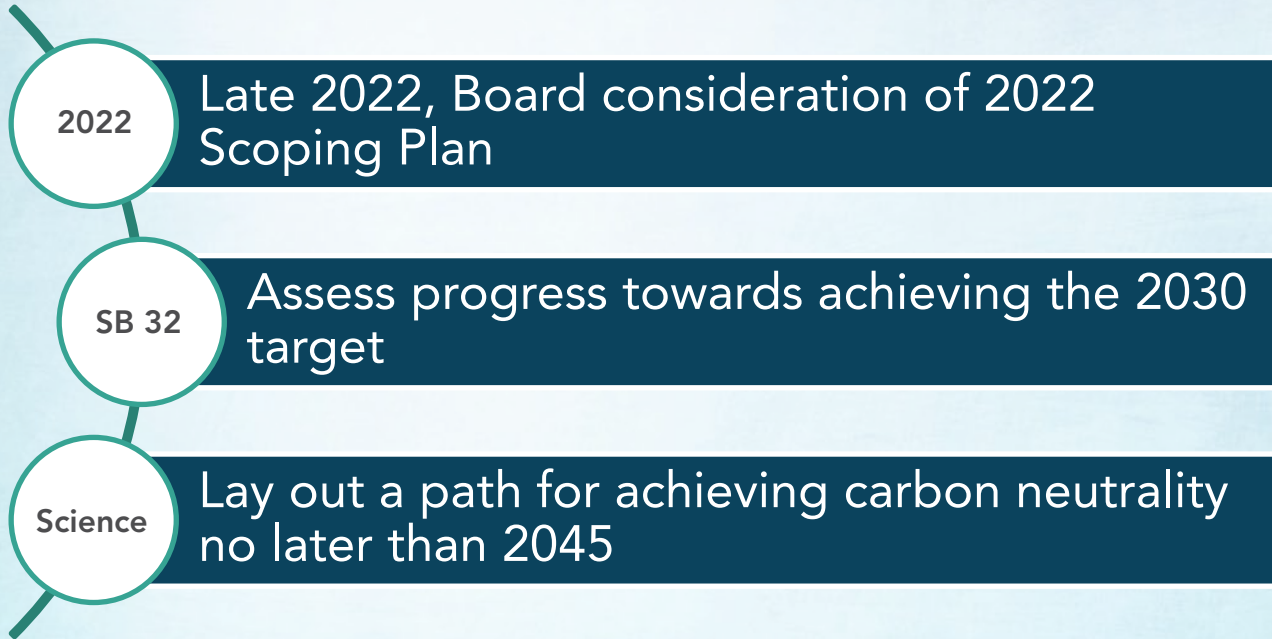 2022
Late 2022, Board consideration of 2022
Scoping Plan
SB 32
Assess progress towards achieving the 2030
target
Science
Lay out a path for achieving carbon neutrality
no later than 2045